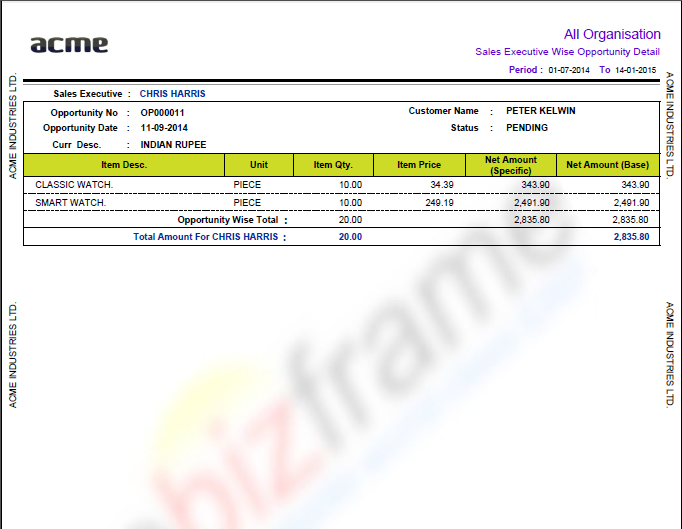 acme
All Organisation
Sales Executive Wise Opportunity Detail
Period : 01-07-2014 To 14-01-2015
ACME INDUSTRIES LTD.
ACME INDUSTRIES LTD.
Sales Executive : CHRIS HARRIS
Opportunity No : OP000011 Customer Name : PETER KELWIN
Opportunity Date : 11-09-2014 Status : PENDING
Curr Desc. : INDIAN RUPEE
Item Desc. Unit Item Qty. Item Price Net Amount (Specific) Net Amount (Base)
CLASSIC WATCH. PIECE 10.00 34.39 343.90 343.90
SMART WATCH. PIECE 10.00 249.19 2,491.90 2,491.90
Opportunity Wise Total : 20.00 2,835.80 2,835.80
Total Amount For CHRIS HARRIS : 20.00 2,835.80
ACME INDUSTRIES LTD.
ACME INDUSTRIES LTD.
bizframe